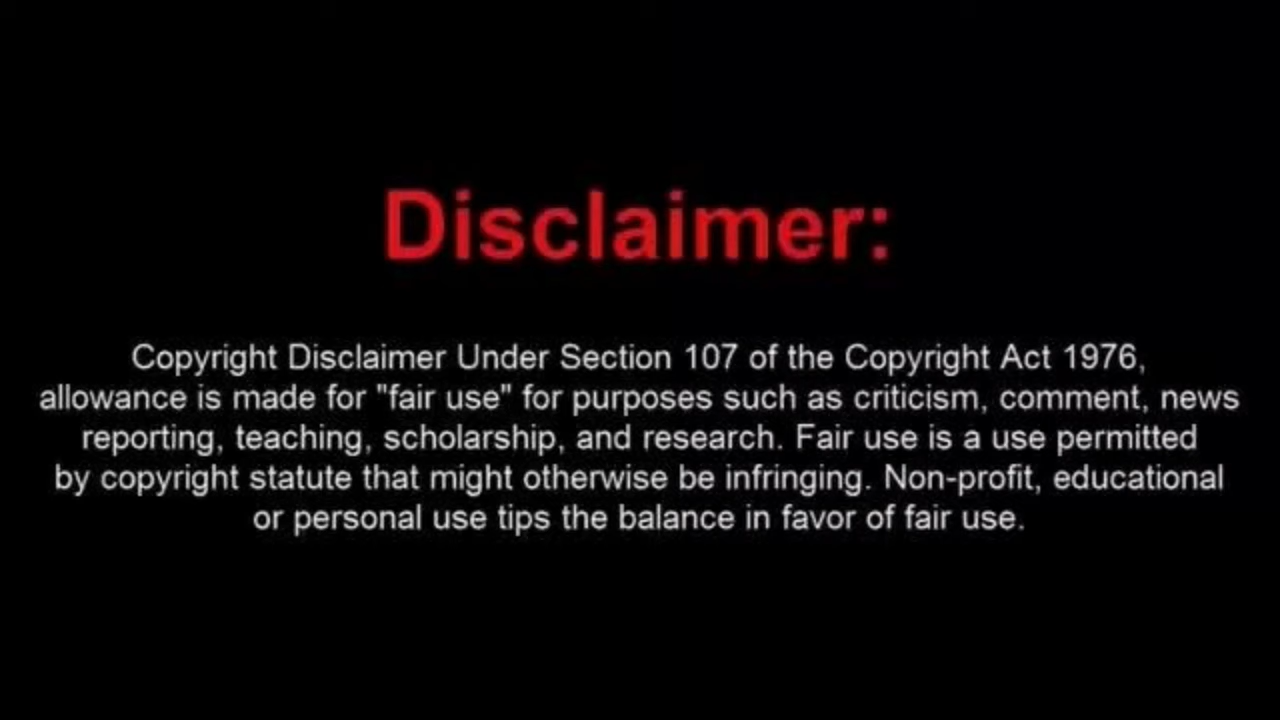 Disclaimer:
Copyright Disclaimer Under Section 107 of the Copyright Act 1976,
allowance is made for "fair use" for purposes such as criticism, comment, news
reporting, teaching, scholarship, and research. Fair use is a use permitted
by copyright statute that might otherwise be infringing. Non-profit, educational
or personal use tips the balance in favor of fair use.